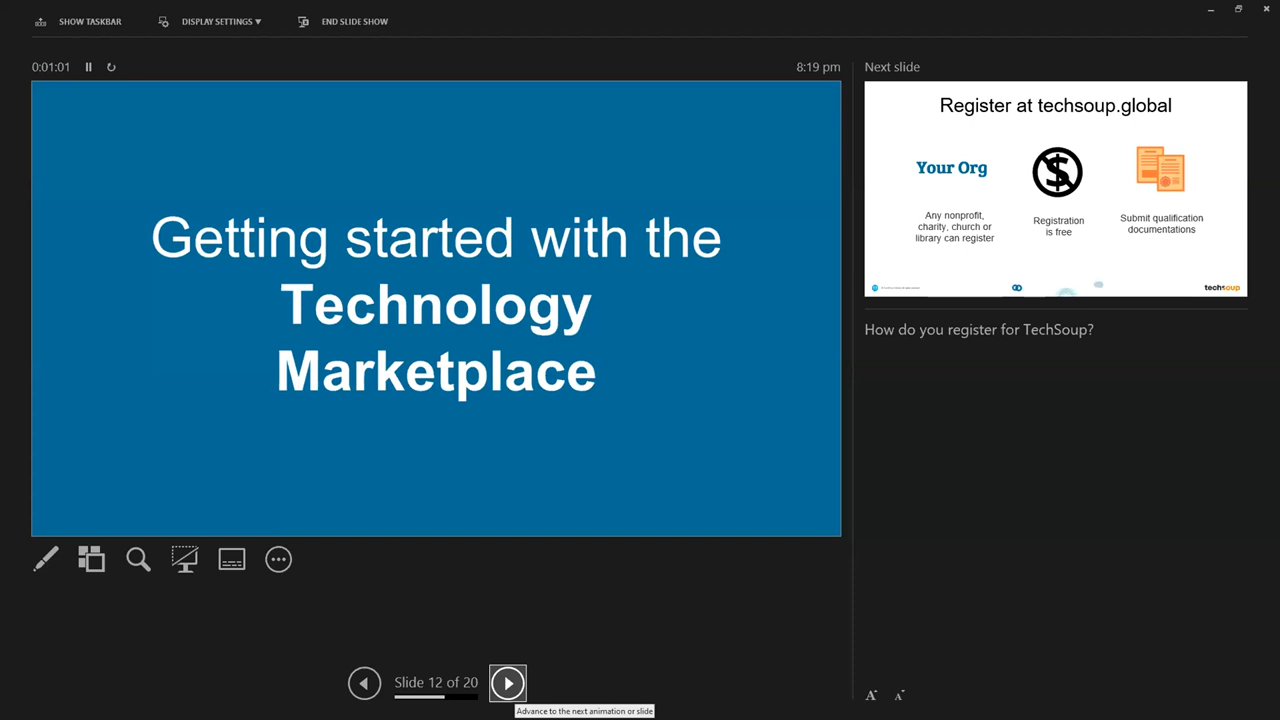 SHOW TASKBAR
DISPLAY SETTINGS ▼
END SLIDE SHOW
0:01:01
8:19 pm
Getting started with the
Technology
Marketplace
Slide 12 of 20
Advance to the next animation or slide
Next slide
Register at techsoup.global
Your Org
Any nonprofit,
charity, church or
library can register
Registration
is free
Submit qualification
documentations
techsoup
How do you register for TechSoup?